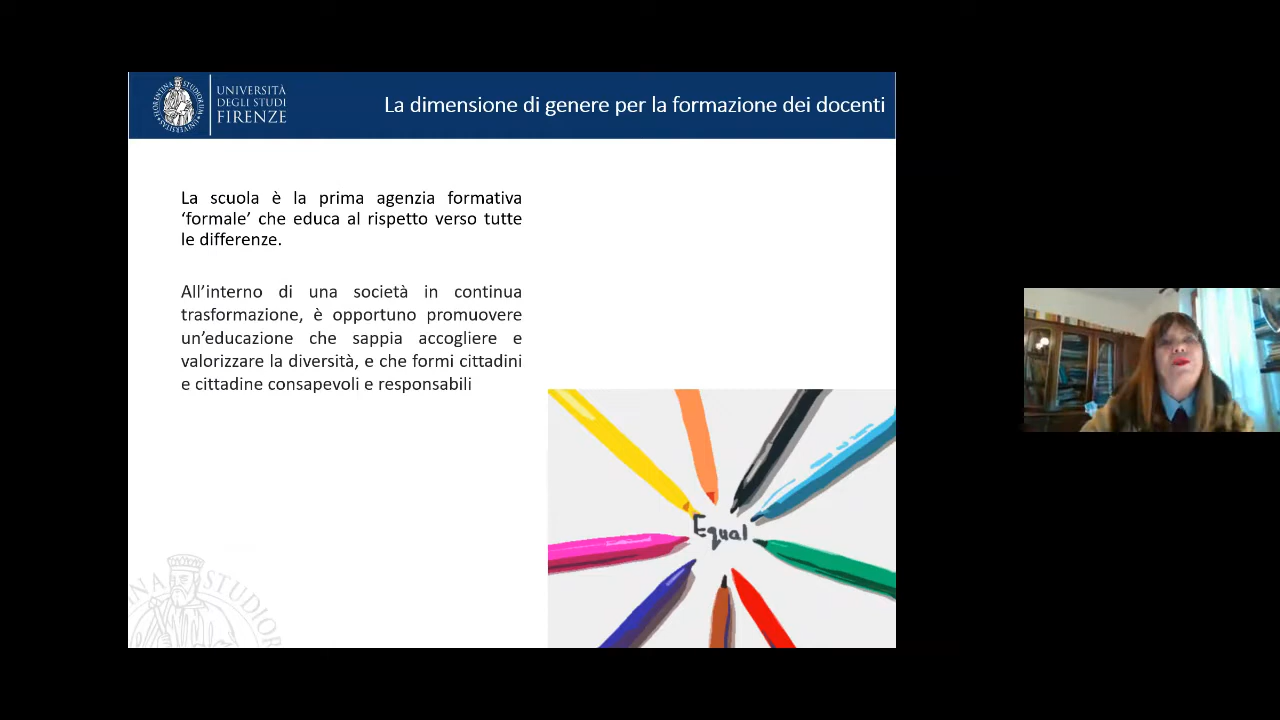 UNIVERSITÀ
DEGLI STUDI
FIRENZE
La dimensione di genere per la formazione dei docenti
La scuola è la prima agenzia formativa
‘formale’ che educa al rispetto verso tutte
le differenze.
All’interno di una società in continua
trasformazione, è opportuno promuovere
un’educazione che sappia accogliere e
valorizzare la diversità, e che formi cittadini
e cittadine consapevoli e responsabili
Equal